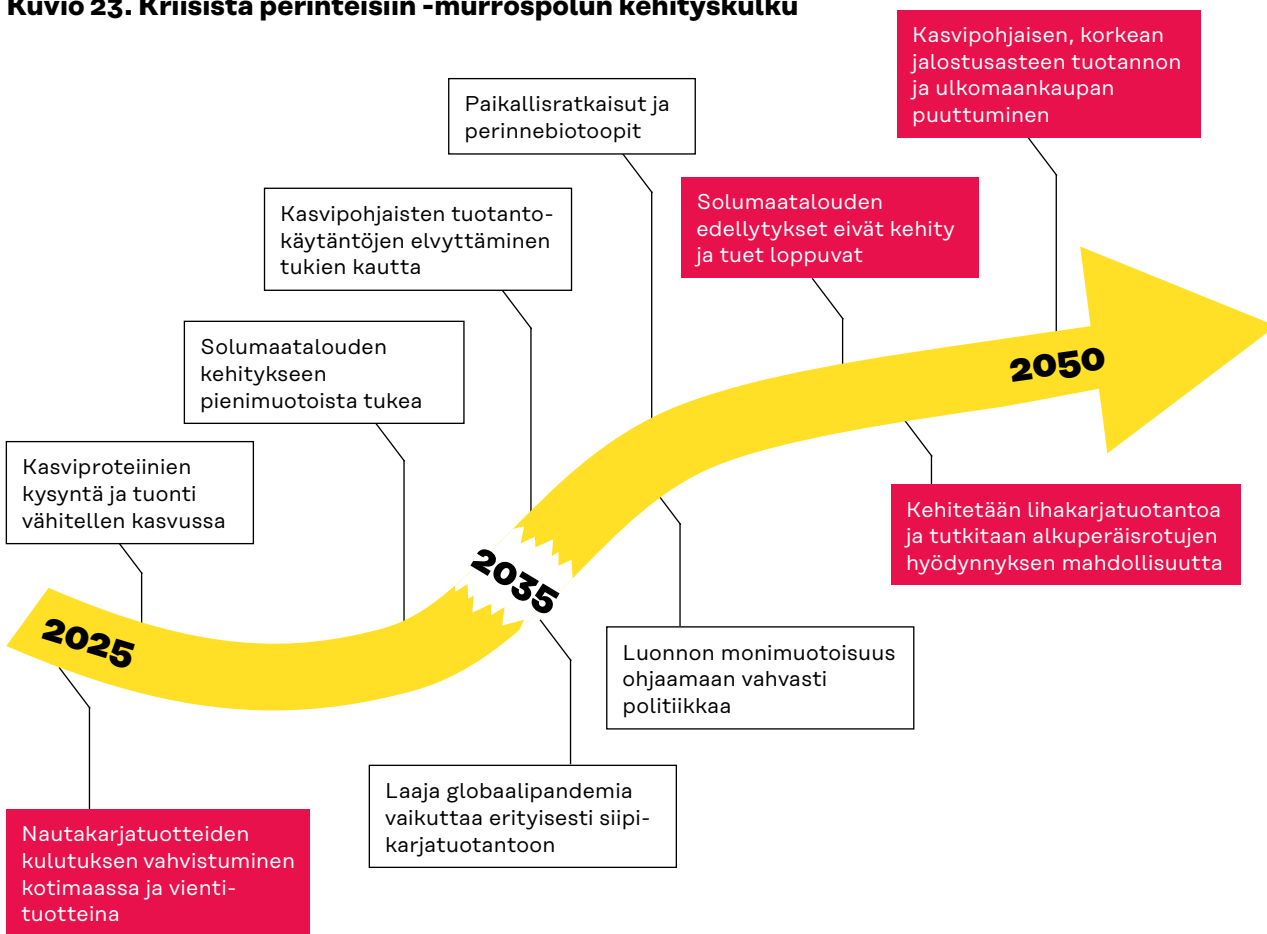 Kuvio 23. Kriisistä perinteisiin -murrospolun kehityskulku
Kasvipohjaisen, korkean
jalostusasteen tuotannon
ja ulkomaankaupan
puuttuminen
Paikallisratkaisut ja
perinnebiotoopit
Solumaatalouden
edellytykset eivät kehity
ja tuet loppuvat
Kasvipohjaisten tuotanto-
käytäntöjen elvyttäminen
tukien kautta
Solumaatalouden
kehitykseen
pienimuotoista tukea
Kasviproteiinien
kysyntä ja tuonti
vähitellen kasvussa
2025
2035
2050
Kehitetään lihakarjatuotantoa
ja tutkitaan alkuperäisrotujen
hyödynnyksen mahdollisuutta
Luonnon monimuotoisuus
ohjaamaan vahvasti
politiikkaa
Laaja globaalipandemia
vaikuttaa erityisesti siipi-
karjatuotantoon
Nautakarjatuotteiden
kulutuksen vahvistuminen
kotimaassa ja vienti-
tuotteina